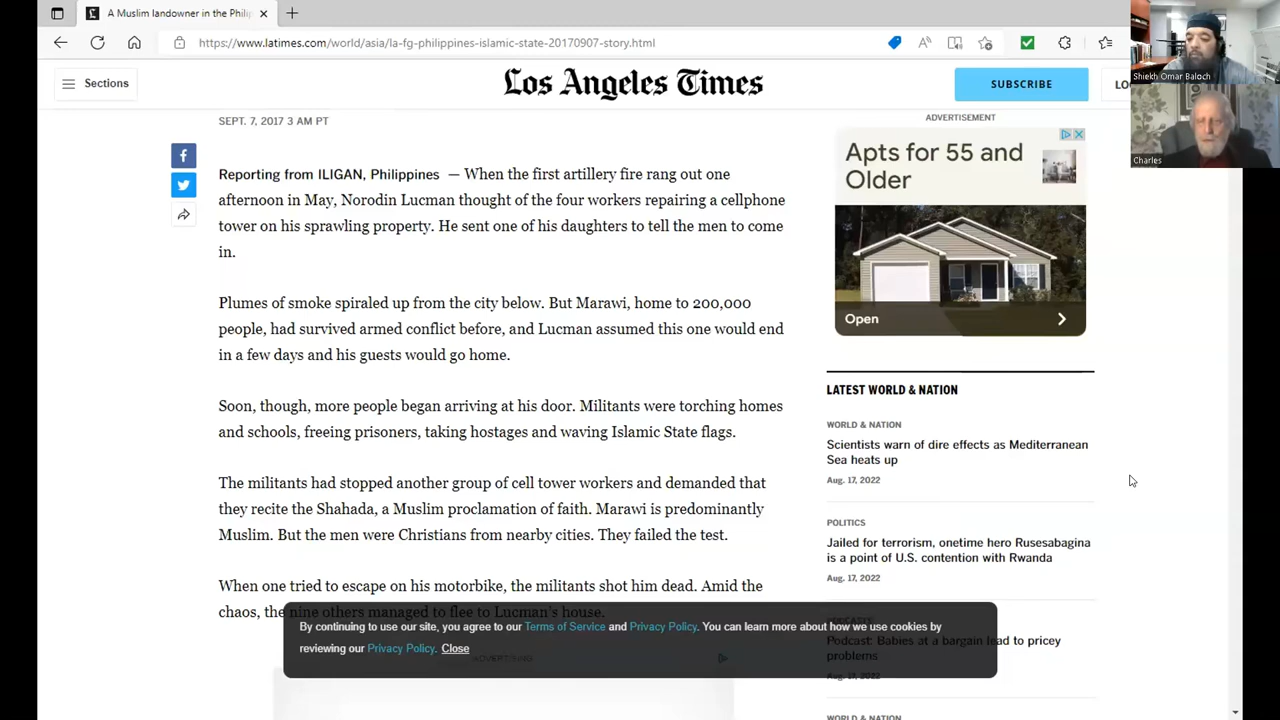 A Muslim landowner in the Philip
https://www.latimes.com/world/asia/la-fg-philippines-islamic-state-20170907-story.html
Sections
Los Angeles Times
SUBSCRIBE
Shiekh Omar Baloch
Charles
SEPT. 7, 2017 3 AM PT
Reporting from ILIGAN, Philippines — When the first artillery fire rang out one
afternoon in May, Norodin Lucman thought of the four workers repairing a cellphone
tower on his sprawling property. He sent one of his daughters to tell the men to come
in.
Plumes of smoke spiraled up from the city below. But Marawi, home to 200,000
people, had survived armed conflict before, and Lucman assumed this one would end
in a few days and his guests would go home.
Soon, though, more people began arriving at his door. Militants were torching homes
and schools, freeing prisoners, taking hostages and waving Islamic State flags.
The militants had stopped another group of cell tower workers and demanded that
they recite the Shahada, a Muslim proclamation of faith. Marawi is predominantly
Muslim. But the men were Christians from nearby cities. They failed the test.
When one tried to escape on his motorbike, the militants shot him dead. Amid the
chaos, the nine others managed to flee to Lucman's house.
By continuing to use our site, you agree to our Terms of Service and Privacy Policy. You can learn more about how we use cookies by
reviewing our Privacy Policy. Close
ADVERTISING
ADVERTISEMENT
Apts for 55 and
Older
Open
LATEST WORLD & NATION
WORLD & NATION
Scientists warn of dire effects as Mediterranean
Sea heats up
Aug. 17, 2022
POLITICS
Jailed for terrorism, onetime hero Rusesabagina
is a point of U.S. contention with Rwanda
Aug. 17, 2022
Podcast: Babies at a bargain lead to pricey
problems
Aug. 17, 2022
WORLD & NATION